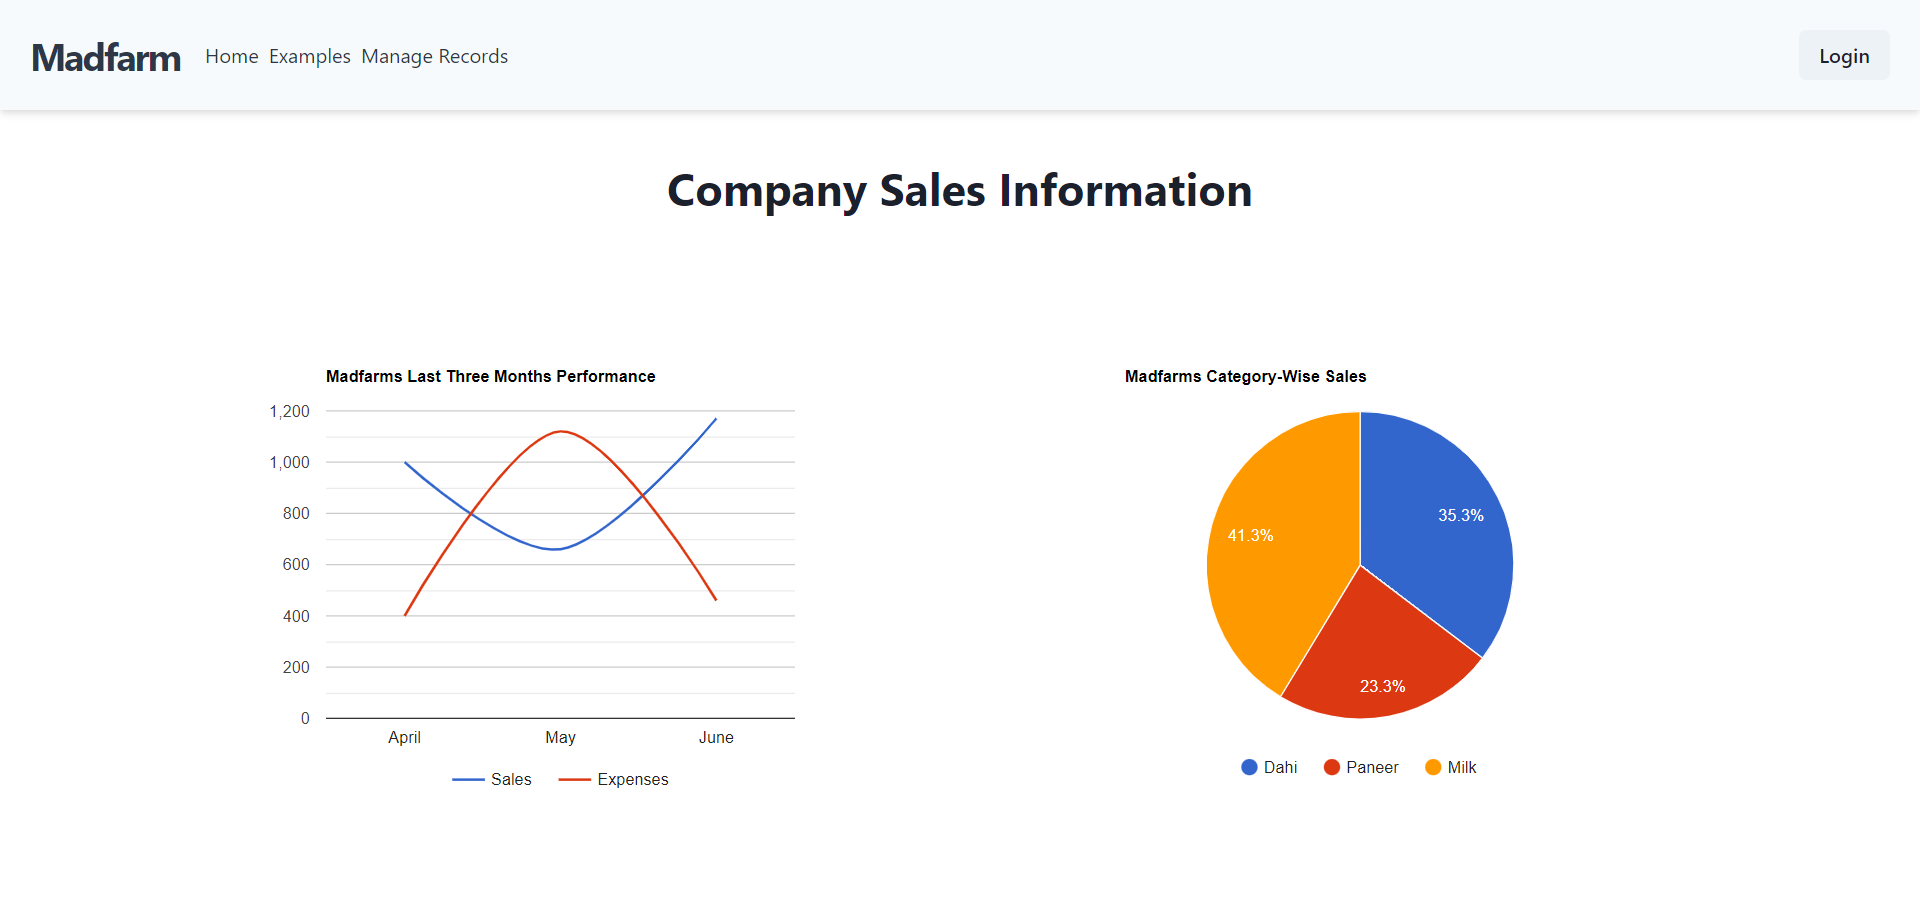 Madfarm Home Examples Manage Records Login
Company Sales Information
Madfarms Last Three Months Performance
1,200
1,000
800
600
400
200
0
April May June
Sales Expenses
Madfarms Category-Wise Sales
35.3%
41.3%
23.3%
Dahi Paneer Milk